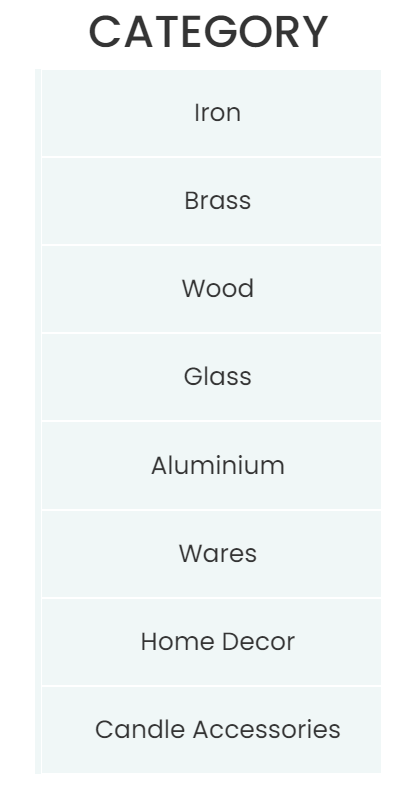 CATEGORY
Iron
Brass
Wood
Glass
Aluminium
Wares
Home Decor
Candle Accessories